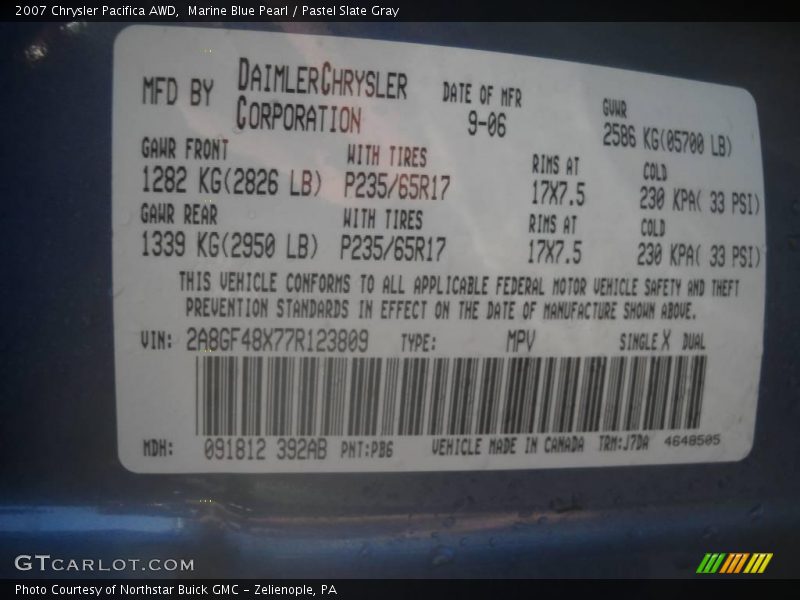 2007 Chrysler Pacifica AWD,  Marine Blue Pearl / Pastel Slate Gray
MFD BY DAIMLERCHRYSLER CORPORATION DATE OF MFR 9-06 GVWR 2586 KG(05700 LB)
GAWR FRONT WITH TIRES RIMS AT COLD
1282 KG(2826 LB) P235/65R17 17X7.5 230 KPA( 33 PSI)
GAWR REAR WITH TIRES RIMS AT COLD
1339 KG(2950 LB) P235/65R17 17X7.5 230 KPA( 33 PSI)
THIS VEHICLE CONFORMS TO ALL APPLICABLE FEDERAL MOTOR VEHICLE SAFETY AND THEFT
PREVENTION STANDARDS IN EFFECT ON THE DATE OF MANUFACTURE SHOWN ABOVE.
VIN: 2A8GF48X77R123809 TYPE: MPV SINGLE X DUAL
MDH: 091812 392AB PNT:PB6 VEHICLE MADE IN CANADA TRM:J7DA 4648505
GTCARLOT.COM
Photo Courtesy of Northstar Buick GMC - Zelienople, PA